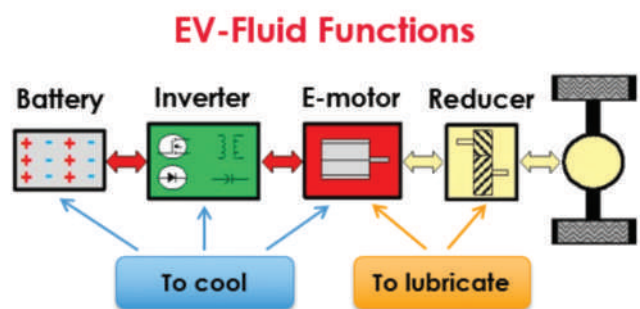 EV-Fluid Functions
Battery Inverter E-motor Reducer
+ - + -
+ - + -
+ - + -
To cool To lubricate